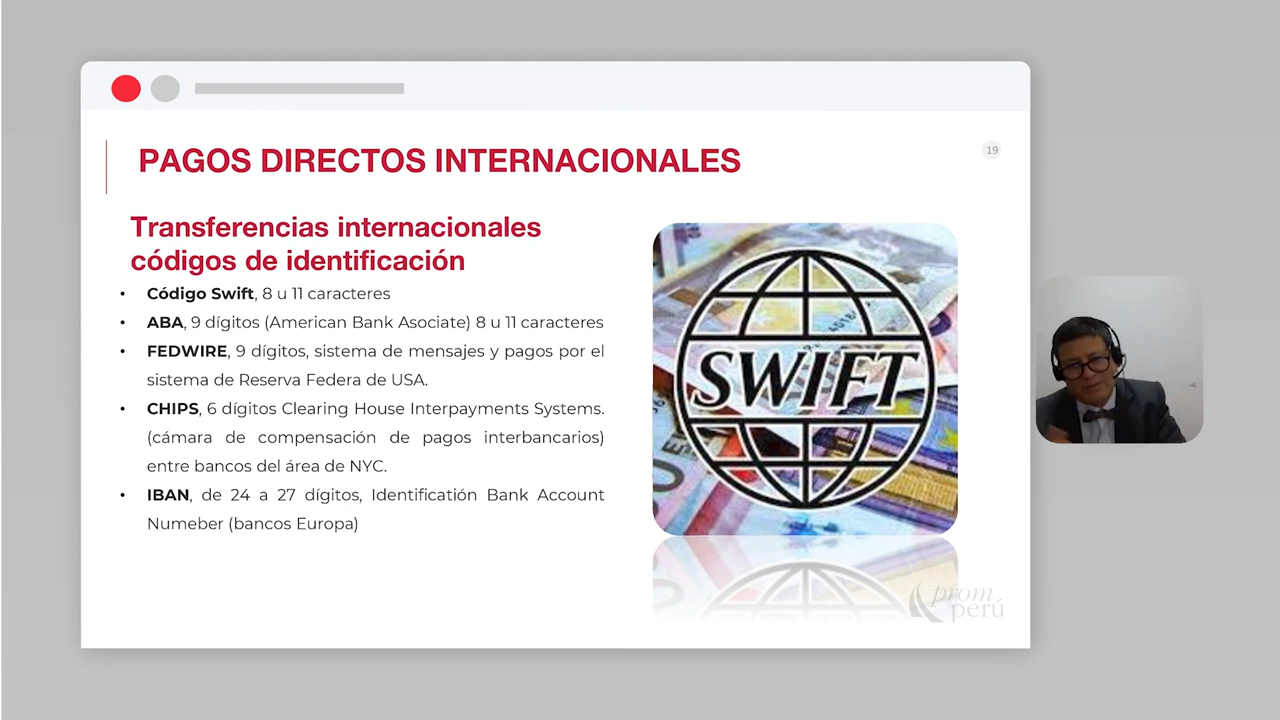 PAGOS DIRECTOS INTERNACIONALES
19
Transferencias internacionales
códigos de identificación
• Código Swift, 8 u 11 caracteres
• ABA, 9 dígitos (American Bank Asociate) 8 u 11 caracteres
• FEDWIRE, 9 dígitos, sistema de mensajes y pagos por el
sistema de Reserva Federa de USA.
• CHIPS, 6 dígitos Clearing House Interpayments Systems.
(cámara de compensación de pagos interbancarios)
entre bancos del área de NYC.
• IBAN, de 24 a 27 dígitos, Identificatión Bank Account
Numeber (bancos Europa)
SWIFT
prom
perú